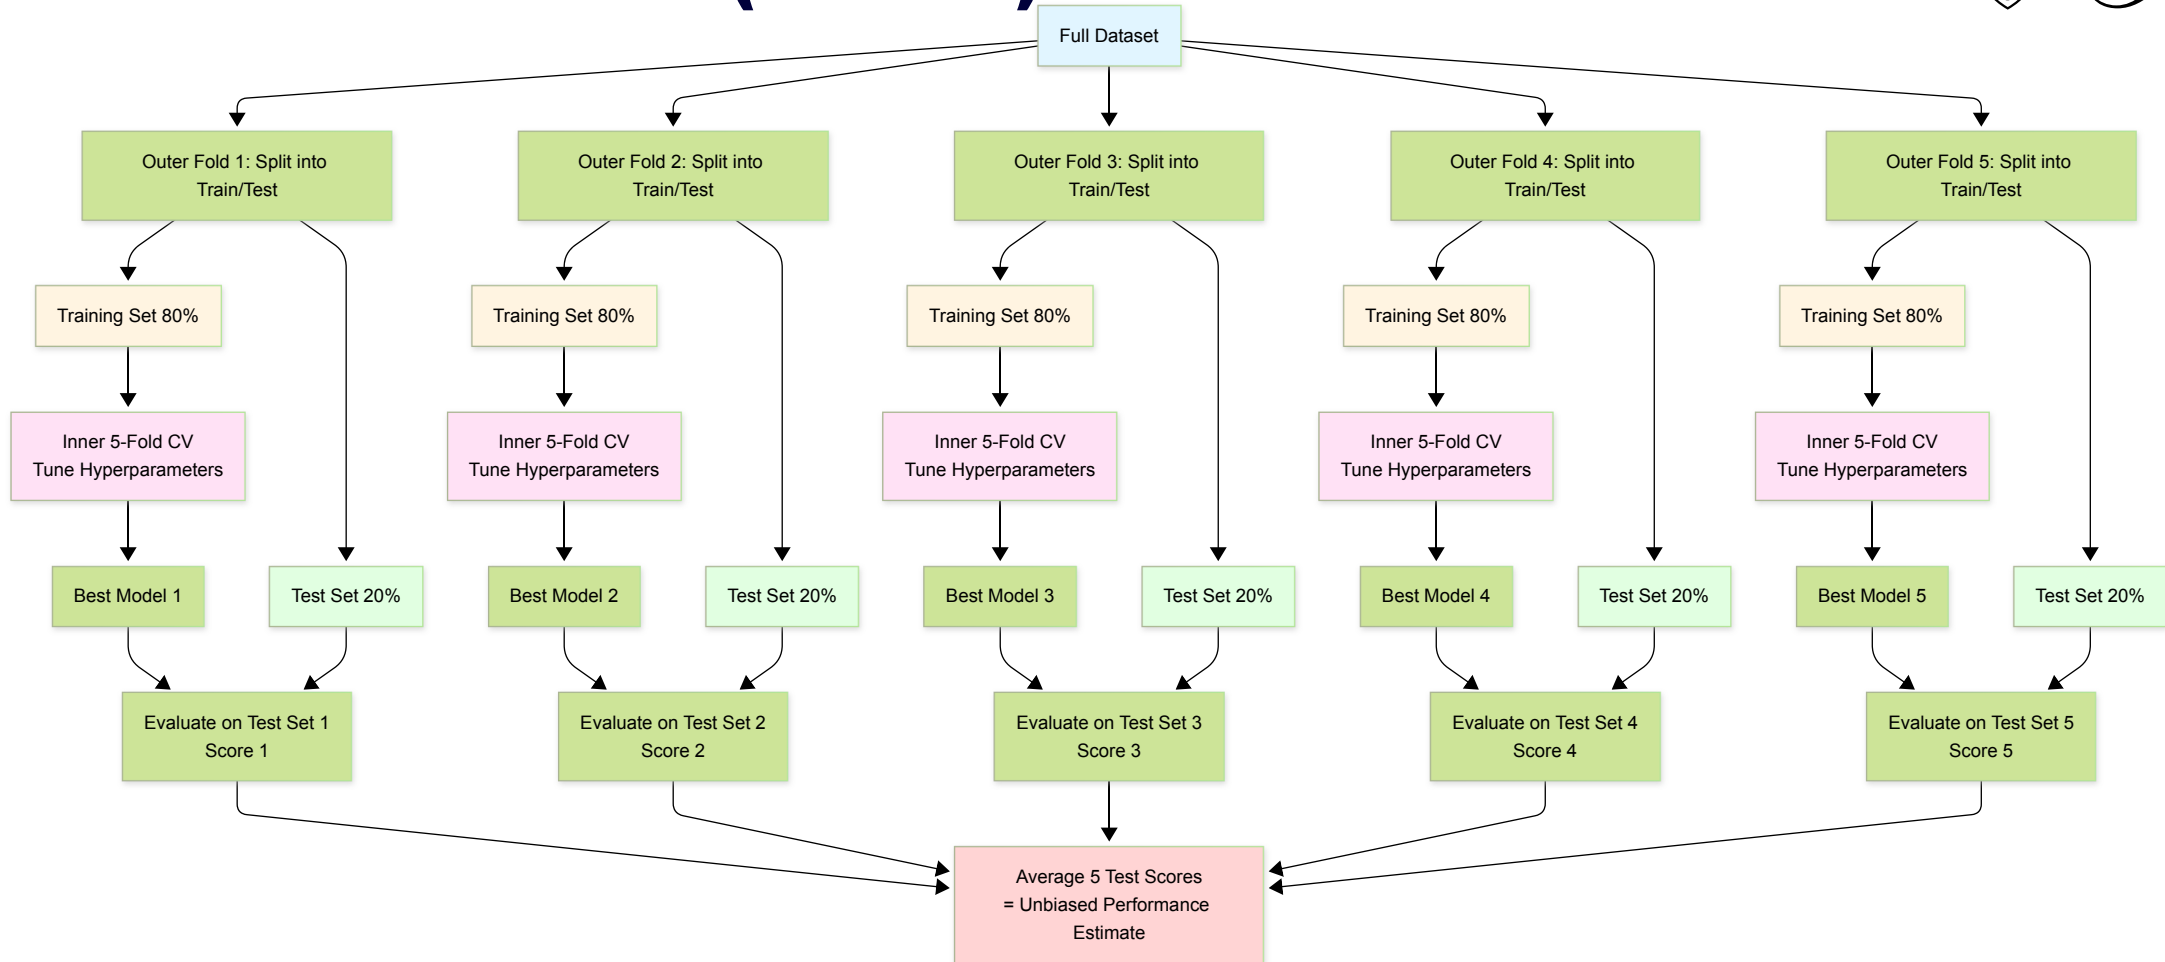 Full Dataset
Outer Fold 1: Split into
Train/Test
Outer Fold 2: Split into
Train/Test
Outer Fold 3: Split into
Train/Test
Outer Fold 4: Split into
Train/Test
Outer Fold 5: Split into
Train/Test
Training Set 80%
Training Set 80%
Training Set 80%
Training Set 80%
Training Set 80%
Inner 5-Fold CV
Tune Hyperparameters
Inner 5-Fold CV
Tune Hyperparameters
Inner 5-Fold CV
Tune Hyperparameters
Inner 5-Fold CV
Tune Hyperparameters
Inner 5-Fold CV
Tune Hyperparameters
Best Model 1
Test Set 20%
Best Model 2
Test Set 20%
Best Model 3
Test Set 20%
Best Model 4
Test Set 20%
Best Model 5
Test Set 20%
Evaluate on Test Set 1
Score 1
Evaluate on Test Set 2
Score 2
Evaluate on Test Set 3
Score 3
Evaluate on Test Set 4
Score 4
Evaluate on Test Set 5
Score 5
Average 5 Test Scores
= Unbiased Performance
Estimate